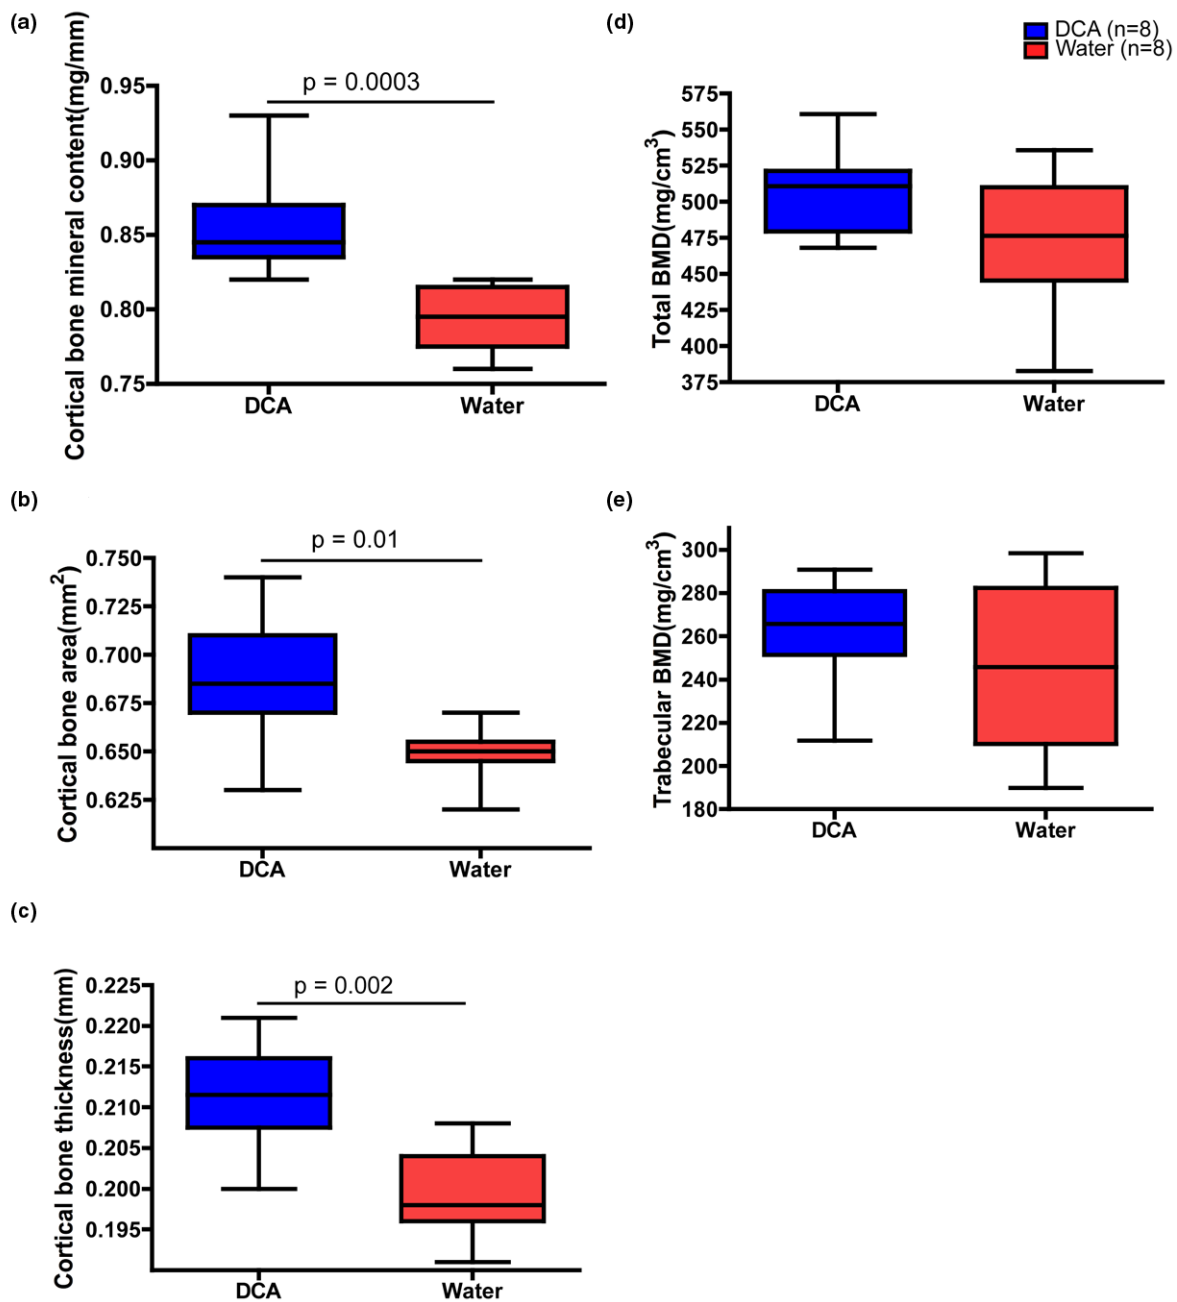 (a)
Cortical bone mineral content(mg/mm)
p = 0.0003
0.95
0.90
0.85
0.80
0.75
DCA
Water
(d)
DCA (n=8)
Water (n=8)
Total BMD(mg/cm³)
575
550
525
500
475
450
425
400
375
DCA
Water
(b)
Cortical bone area(mm²)
p = 0.01
0.750
0.725
0.700
0.675
0.650
0.625
DCA
Water
(e)
Trabecular BMD(mg/cm³)
300
280
260
240
220
200
180
DCA
Water
(c)
Cortical bone thickness(mm)
p = 0.002
0.225
0.220
0.215
0.210
0.205
0.200
0.195
DCA
Water